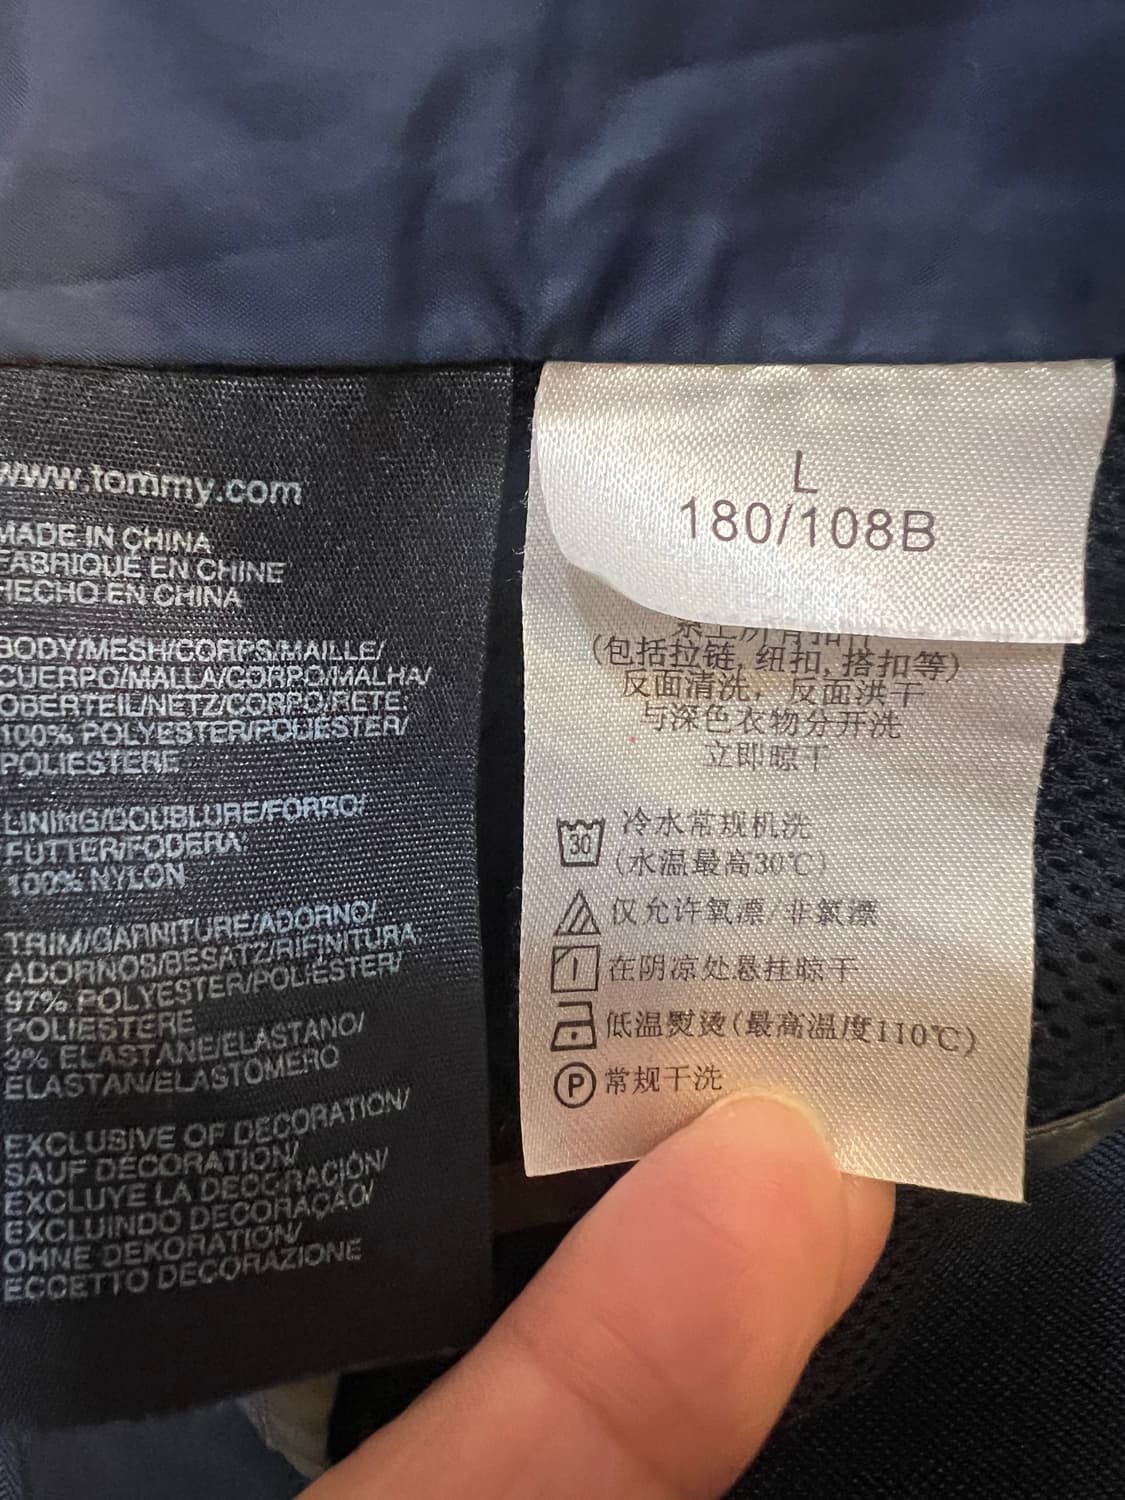 www.tommy.com
MADE IN CHINA
FABRIQUE EN CHINE
HECHO EN CHINA
BODY/MESH/CORPS/MAILLE/
CUERPO/MALLA/CORPO/MALHA/
OBERTEIL/NETZ/CORPO/RETE:
100% POLYESTER/POLIESTER/
POLIESTERE
LINING/DOUBLURE/FORRO/
FUTTER/FODERA:
100% NYLON
TRIM/GARNITURE/ADORNO/
ADORNOS/BESATZ/RIFINITURA:
97% POLYESTER/POLIÉSTER/
POLIESTERE
3% ELASTANE/ELASTANO/
ELASTAN/ELASTOMERO
EXCLUSIVE OF DECORATION/
SAUF DÉCORATION/
EXCLUYE LA DECORACIÓN/
EXCLUINDO DECORAÇÃO/
OHNE DEKORATION/
ECCETTO DECORAZIONE
L
180/108B
(包括拉链, 纽扣, 搭扣等)
反面清洗，反面洪干
与深色衣物分开洗
立即晾干
30 冷水常规机洗
(水温最高30℃)
仅允许氧漂/非氯漂
在阴凉处悬挂晾干
低温熨烫(最高温度110℃)
P 常规干洗